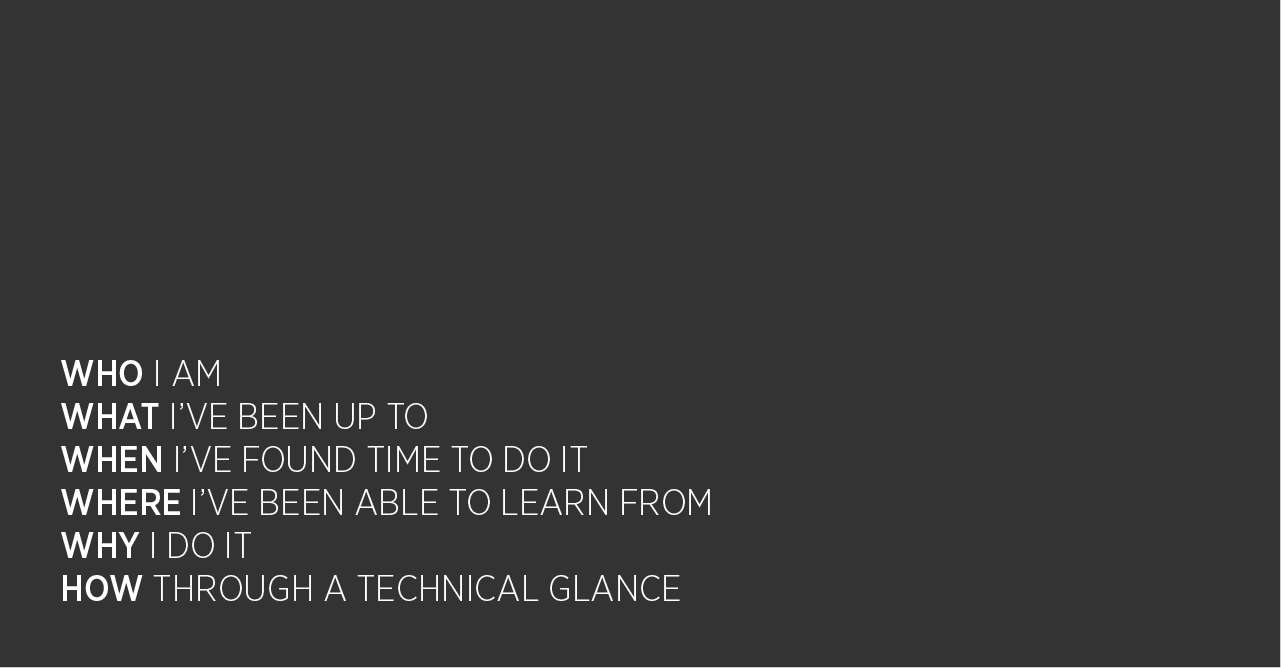 WHO I AM
WHAT I’VE BEEN UP TO
WHEN I’VE FOUND TIME TO DO IT
WHERE I’VE BEEN ABLE TO LEARN FROM
WHY I DO IT
HOW THROUGH A TECHNICAL GLANCE